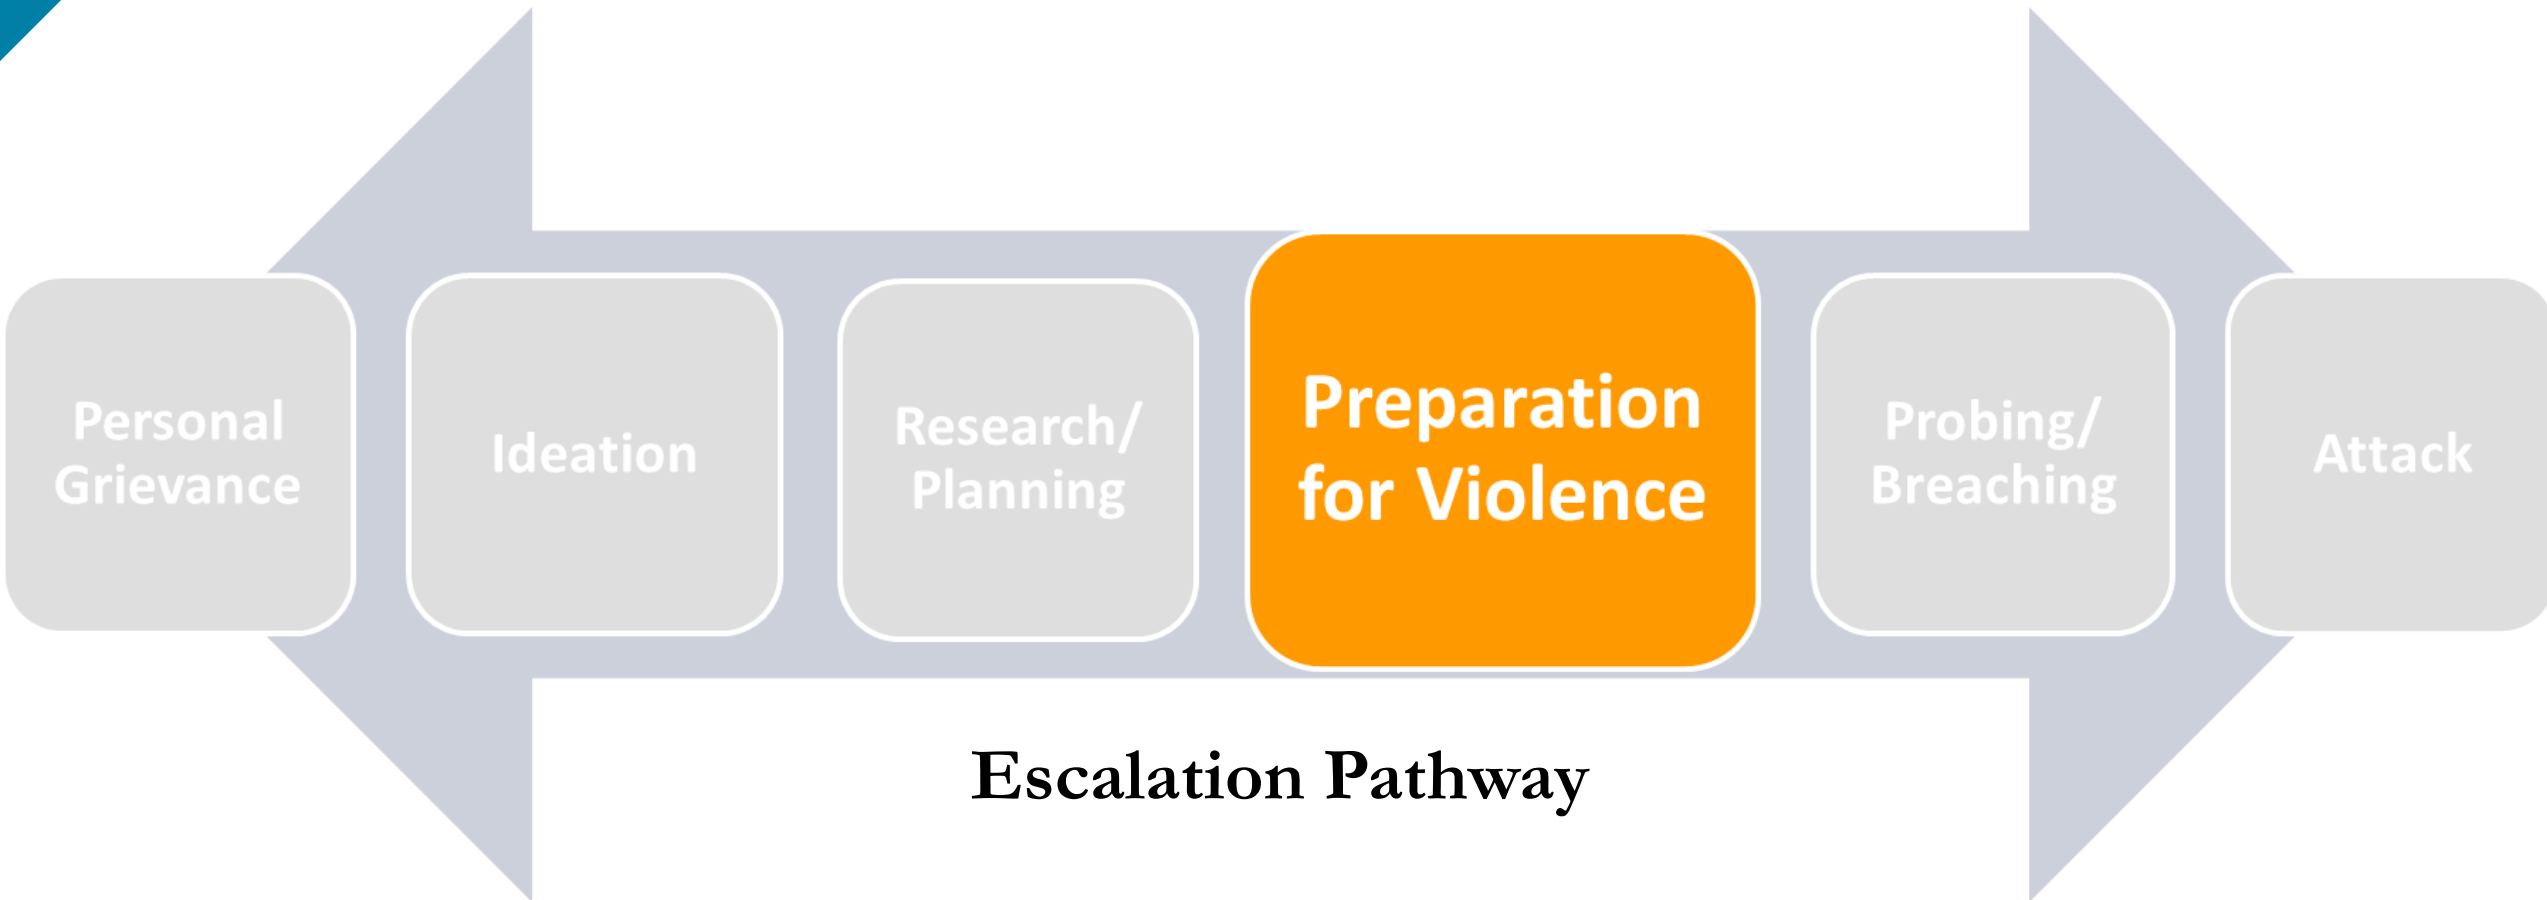 Personal
Grievance
Ideation
Research/
Planning
Preparation
for Violence
Probing/
Breaching
Attack
Escalation Pathway